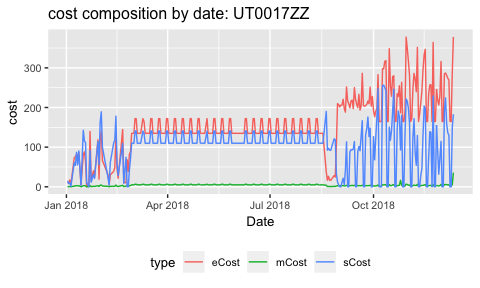 cost composition by date: UT0017ZZ
cost
300
200
100
0
Jan 2018 Apr 2018 Jul 2018 Oct 2018
Date
type eCost mCost sCost